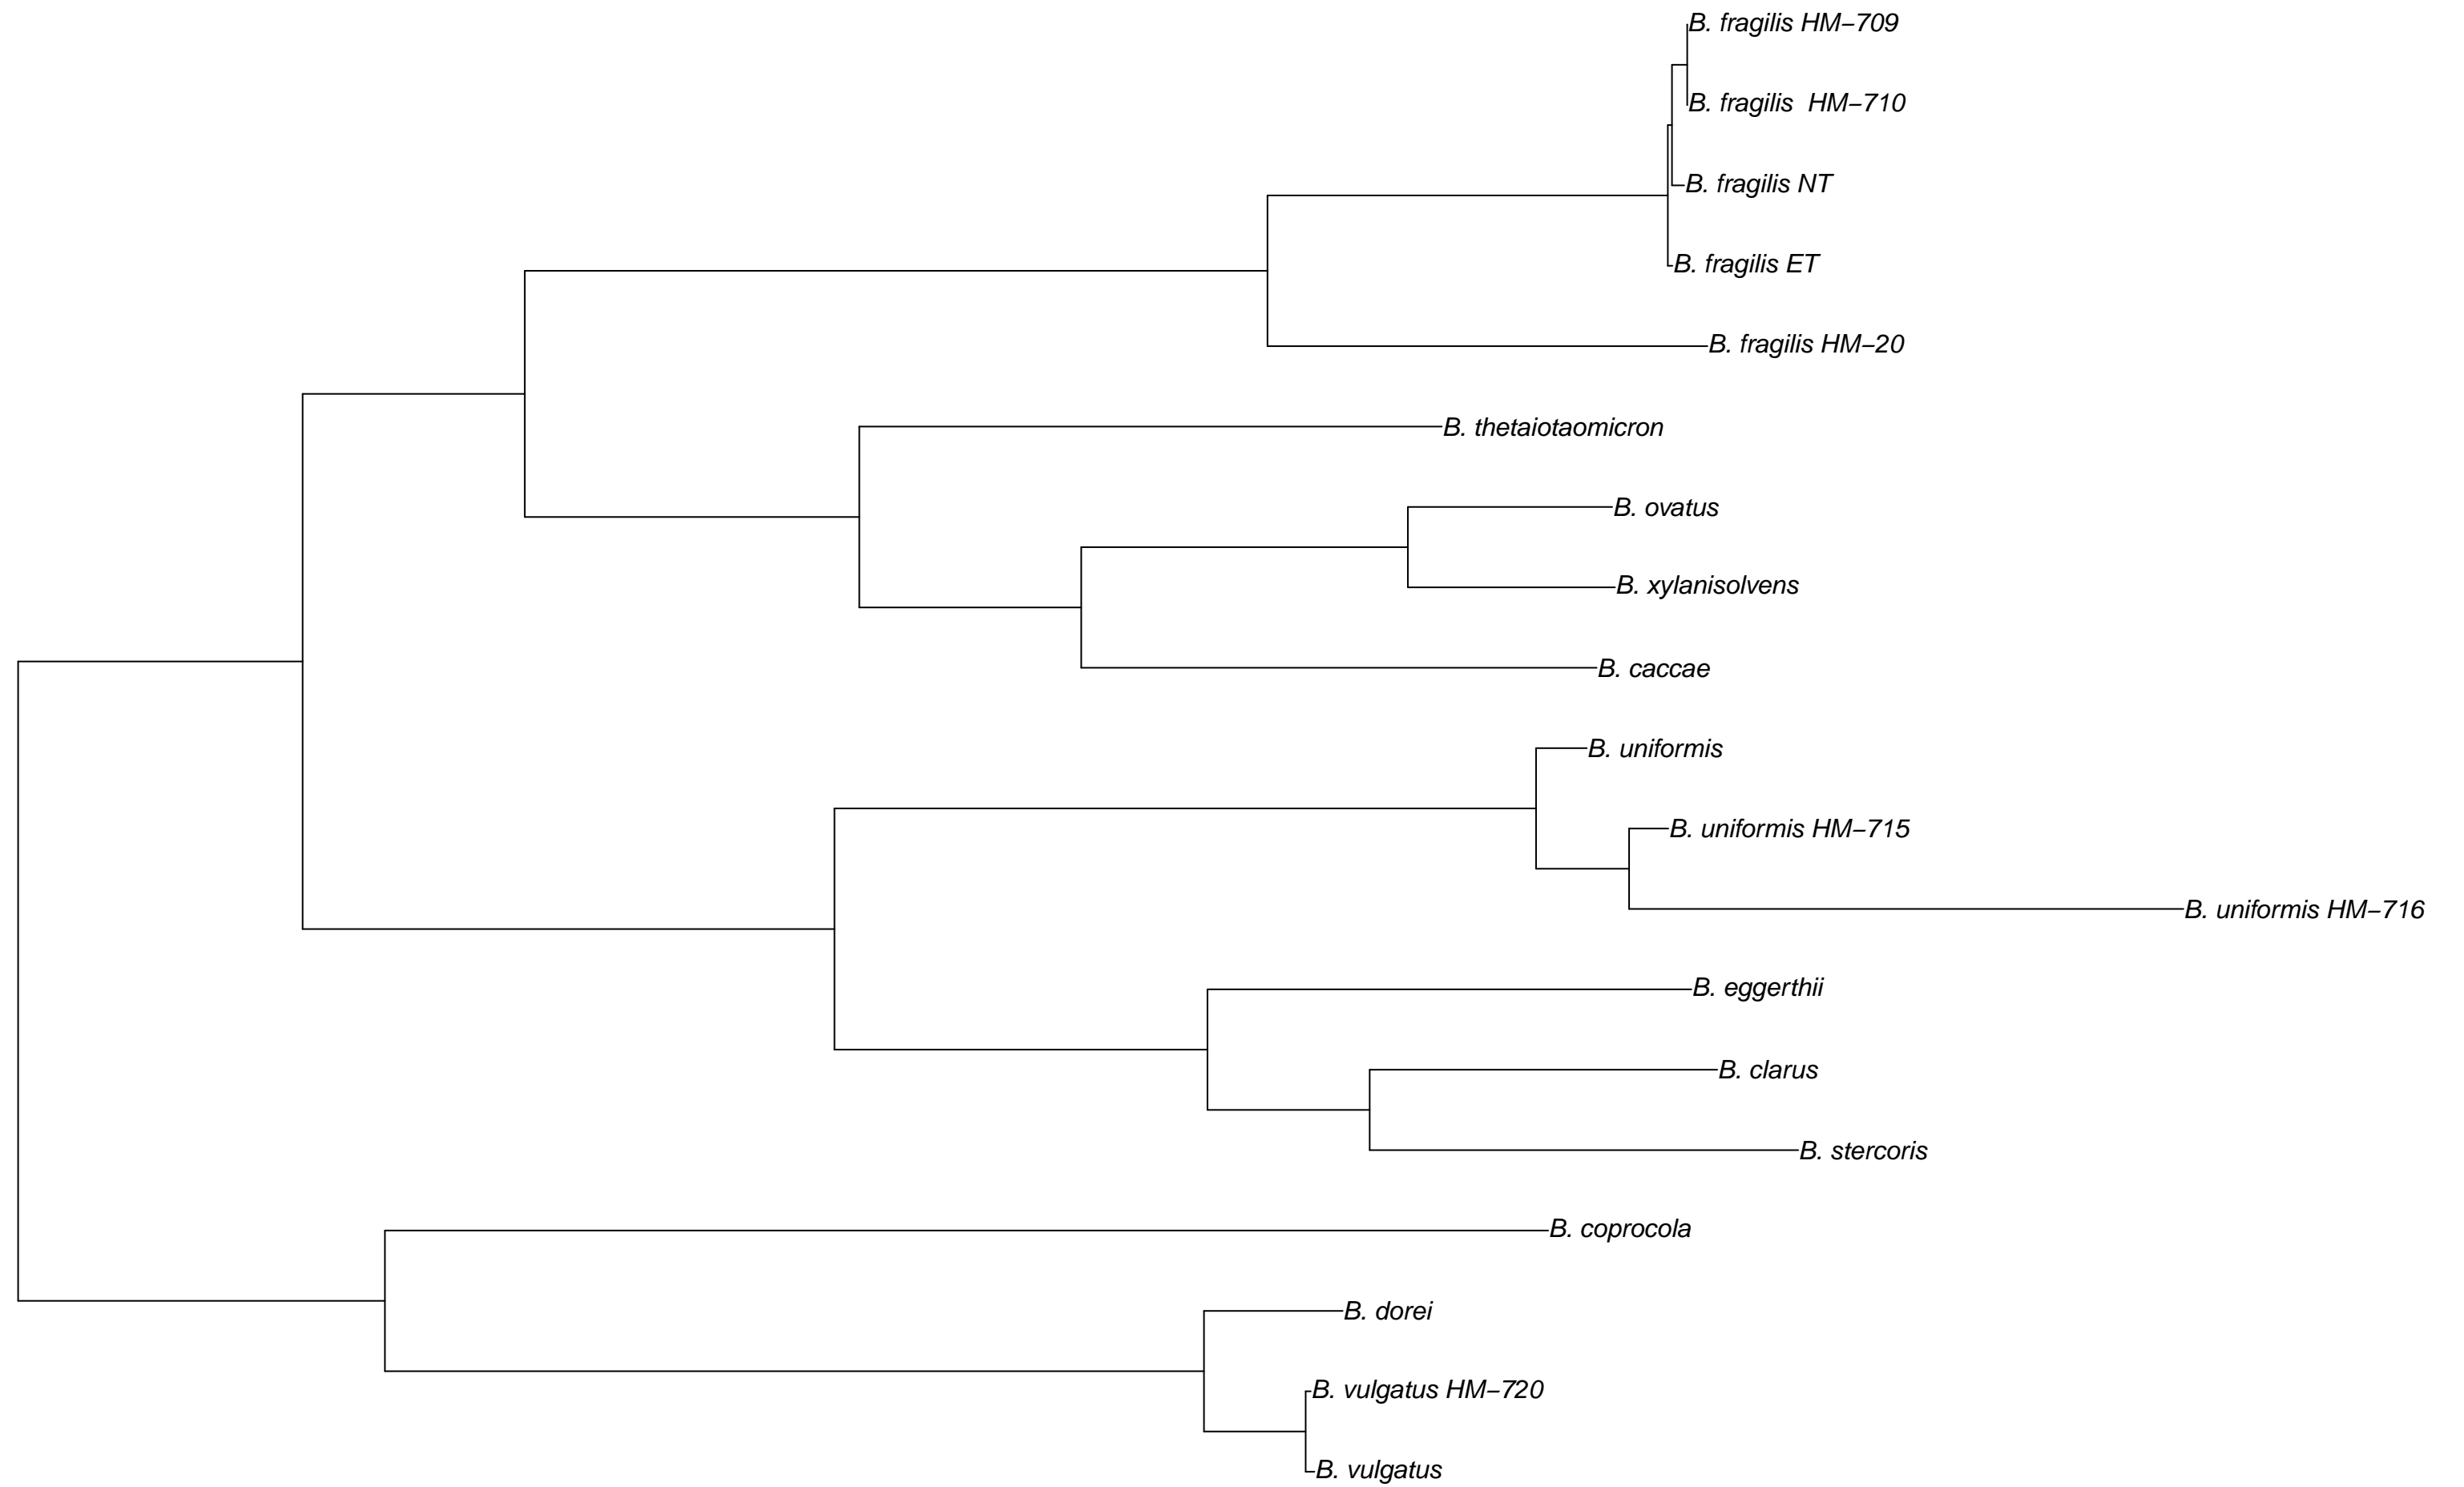 B. fragilis HM−709
B. fragilis  HM−710
B. fragilis NT
B. fragilis ET
B. fragilis HM−20
B. thetaiotaomicron
B. ovatus
B. xylanisolvens
B. caccae
B. uniformis
B. uniformis HM−715
B. uniformis HM−716
B. eggerthii
B. clarus
B. stercoris
B. coprocola
B. dorei
B. vulgatus HM−720
B. vulgatus